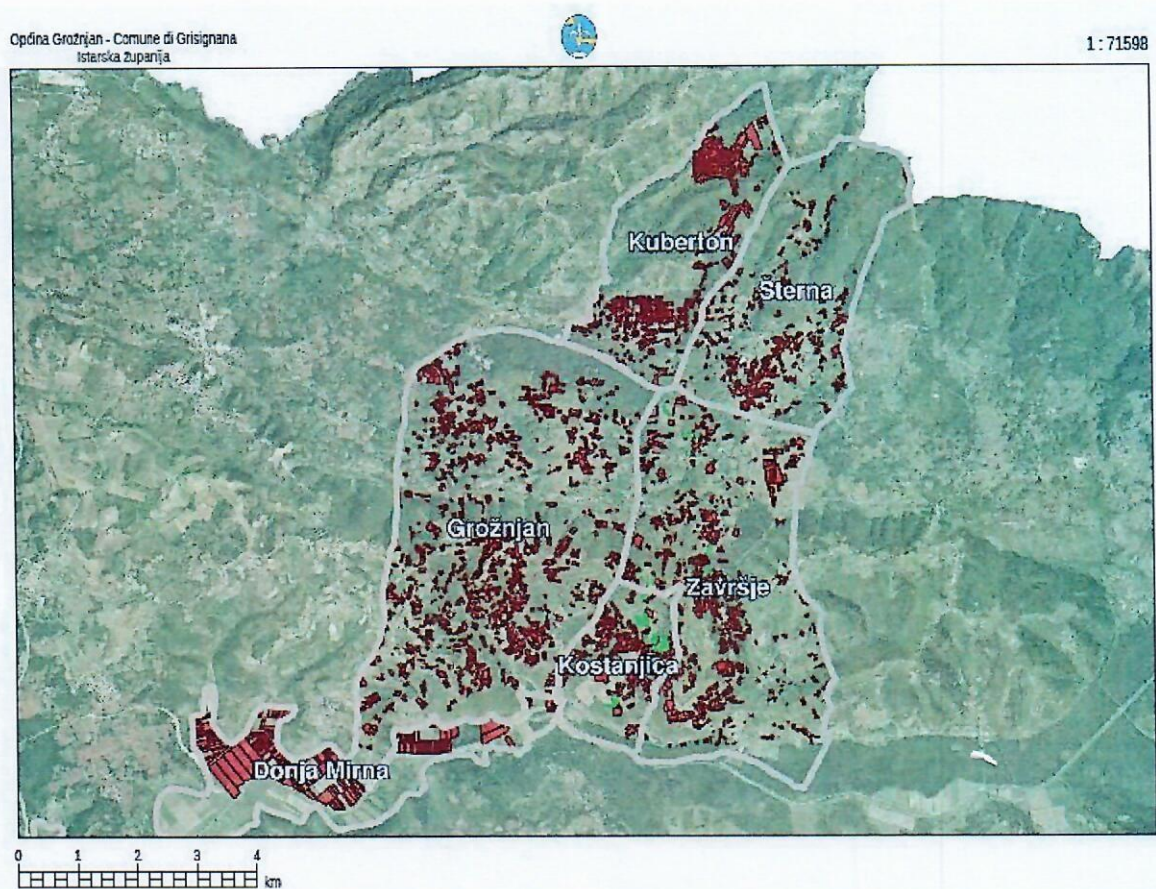 Općina Grožnjan - Comune di Grisignana
Istarska županija
1 : 71598
Kuberton
Šterna
Grožnjan
Završje
Kostanjica
Donja Mirna
0 1 2 3 4
km